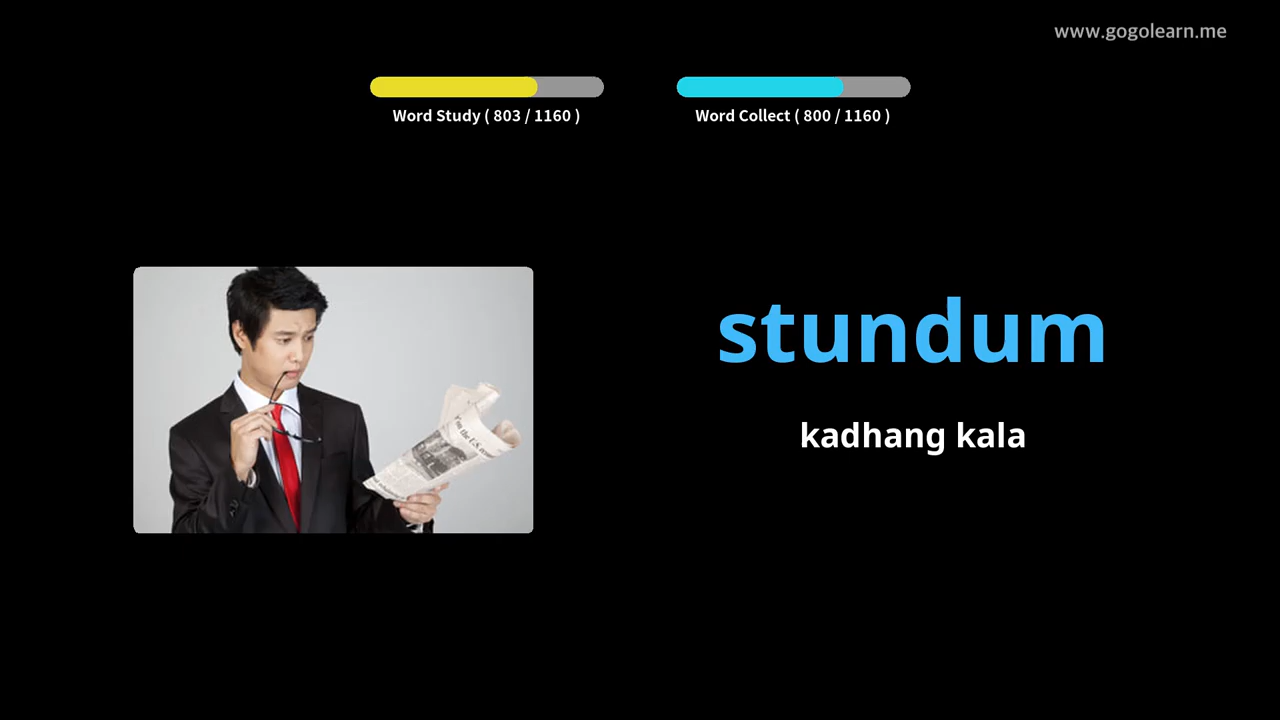 www.gogolearn.me
Word Study ( 803 / 1160 )
Word Collect ( 800 / 1160 )
stundum
kadhang kala